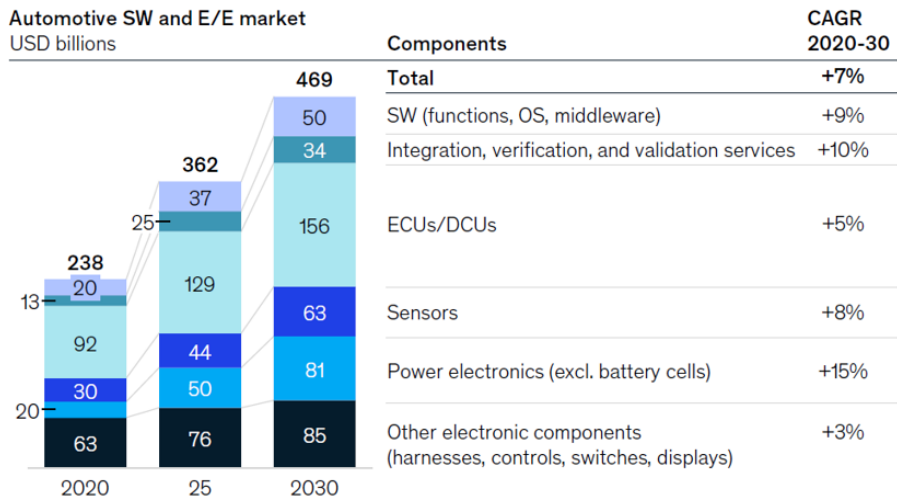 Automotive SW and E/E market
USD billions
Components
CAGR
2020-30
Total
+7%
SW (functions, OS, middleware)
+9%
Integration, verification, and validation services
+10%
ECUs/DCUs
+5%
Sensors
+8%
Power electronics (excl. battery cells)
+15%
Other electronic components
(harnesses, controls, switches, displays)
+3%
238
20
13
92
30
20
63
2020
362
37
25
129
44
50
76
25
469
50
34
156
63
81
85
2030